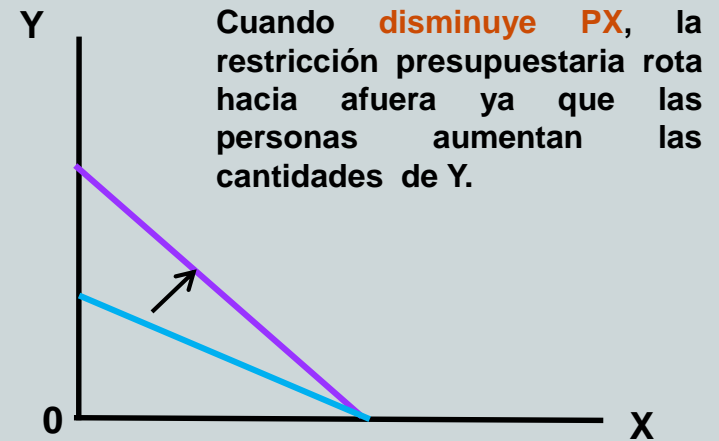 Y
Cuando disminuye PX, la
restricción presupuestaria rota
hacia afuera ya que las
personas aumentan las
cantidades de Y.
0
X